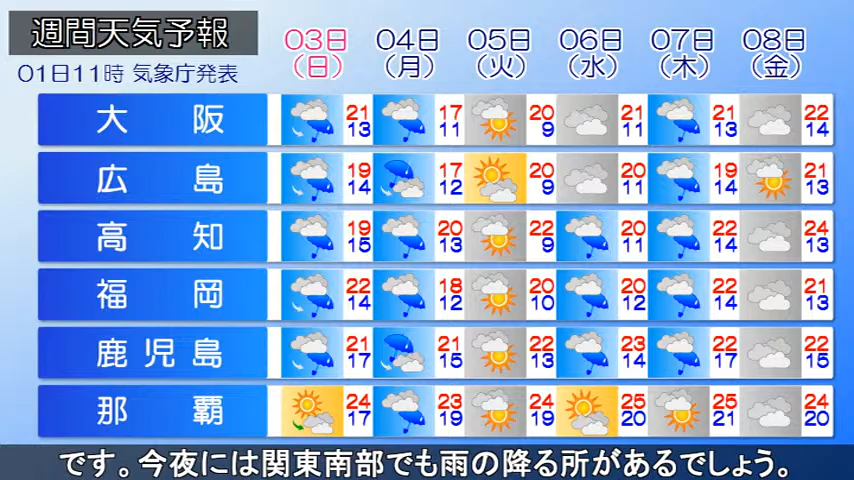 週間天気予報
01日11時 気象庁発表
03日 04日 05日 06日 07日 08日
(日) (月) (火) (水) (木) (金)
大阪 21 13 17 11 20 9 21 11 21 13 22 14
広島 19 14 17 12 20 9 20 11 19 14 21 13
高知 19 15 20 13 22 9 20 11 22 14 24 13
福岡 22 14 18 12 20 10 20 12 20 14 21 13
鹿児島 21 17 21 15 22 13 23 14 22 17 22 15
那覇 24 17 23 19 24 19 25 20 25 21 24 20
です。今夜には関東南部でも雨の降る所があるでしょう。